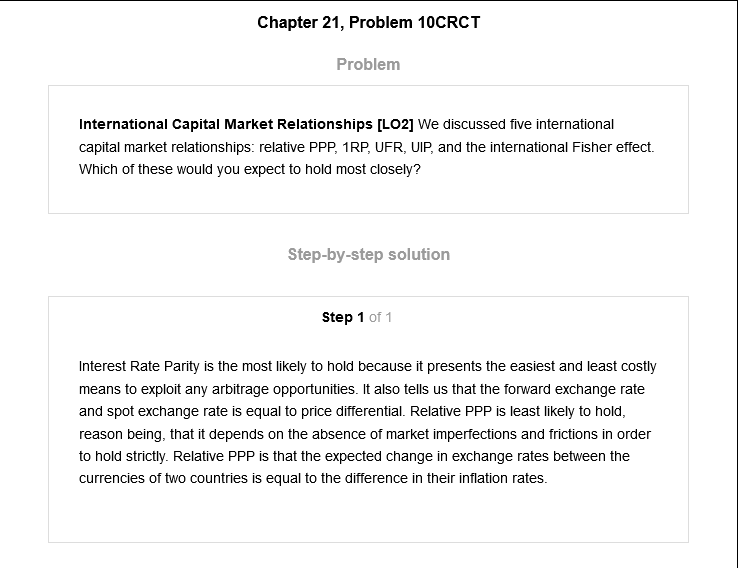 Chapter 21, Problem 10CRCT
Problem
International Capital Market Relationships [LO2] We discussed five international
capital market relationships: relative PPP, 1RP, UFR, UIP, and the international Fisher effect.
Which of these would you expect to hold most closely?
Step-by-step solution
Step 1 of 1
Interest Rate Parity is the most likely to hold because it presents the easiest and least costly
means to exploit any arbitrage opportunities. It also tells us that the forward exchange rate
and spot exchange rate is equal to price differential. Relative PPP is least likely to hold,
reason being, that it depends on the absence of market imperfections and frictions in order
to hold strictly. Relative PPP is that the expected change in exchange rates between the
currencies of two countries is equal to the difference in their inflation rates.